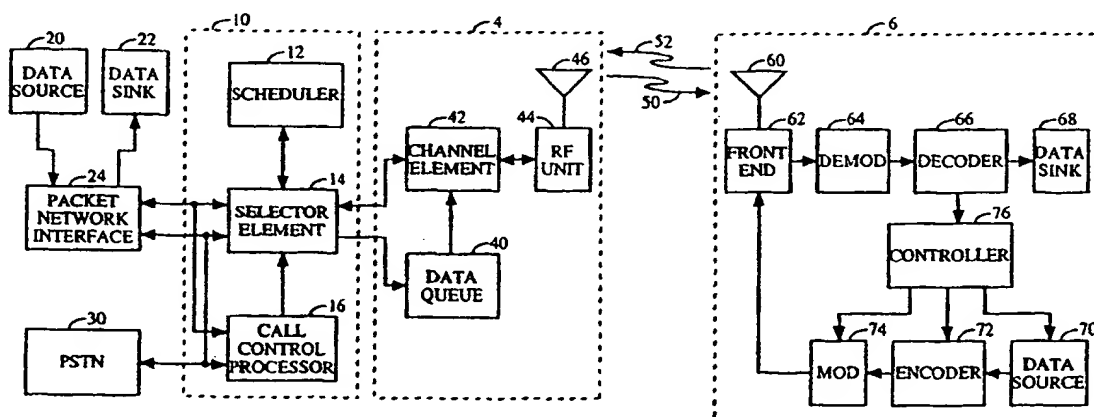 20
DATA
SOURCE
22
DATA
SINK
24
PACKET
NETWORK
INTERFACE
30
PSTN
10
12
SCHEDULER
14
SELECTOR
ELEMENT
16
CALL
CONTROL
PROCESSOR
4
42
CHANNEL
ELEMENT
40
DATA
QUEUE
46
44
RF
UNIT
52
50
6
60
62
FRONT
END
64
DEMOD
66
DECODER
68
DATA
SINK
76
CONTROLLER
74
MOD
72
ENCODER
70
DATA
SOURCE